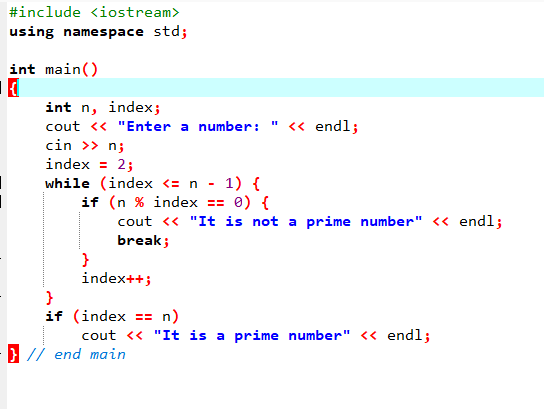 #include <iostream>
using namespace std;
int main()
{
int n, index;
cout << "Enter a number: " << endl;
cin >> n;
index = 2;
while (index <= n - 1) {
if (n % index == 0) {
cout << "It is not a prime number" << endl;
break;
}
index++;
}
if (index == n)
cout << "It is a prime number" << endl;
} // end main